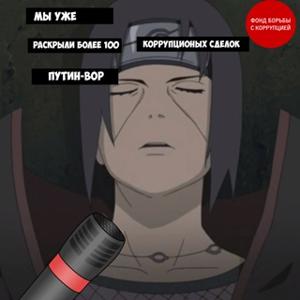 МЫ УЖЕ
РАСКРЫЛИ БОЛЕЕ 100 КОРРУПЦИОНЫХ СДЕЛОК
ПУТИН-ВОР
ФОНД БОРЬБЫ
С КОРРУПЦИЕЙ